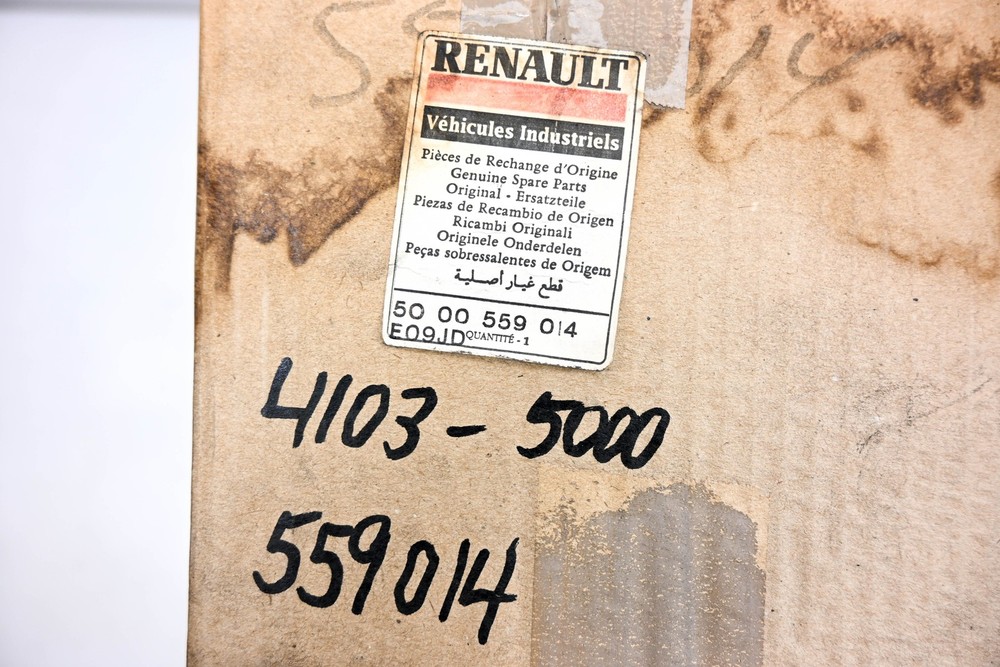 RENAULT
Véhicules Industriels
Pièces de Rechange d'Origine
Genuine Spare Parts
Original - Ersatzteile
Piezas de Recambio de Origen
Ricambi Originali
Originele Onderdelen
Peças sobressalentes de Origem
قطع غيار أصلية
50 00 559 014
E09JD QUANTITÉ - 1
4103 - 5000
559014